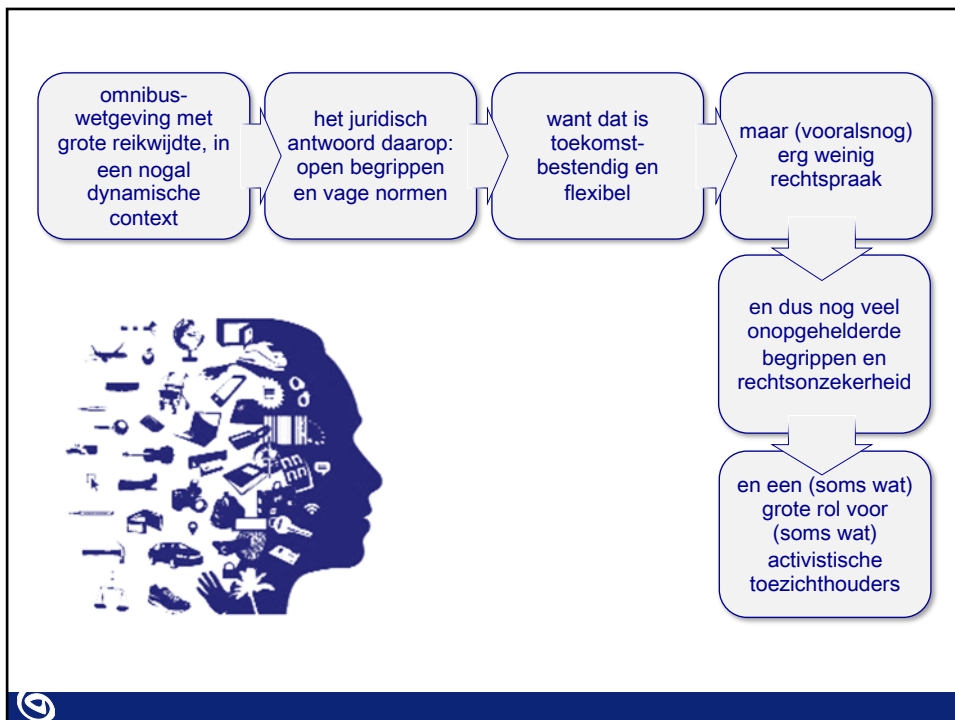 omnibus-
wetgeving met
grote reikwijdte, in
een nogal
dynamische
context
het juridisch
antwoord daarop:
open begrippen
en vage normen
want dat is
toekomst-
bestendig en
flexibel
maar (vooralsnog)
erg weinig
rechtspraak
en dus nog veel
onopgehelderde
begrippen en
rechtsonzekerheid
en een (soms wat)
grote rol voor
(soms wat)
activistische
toezichthouders